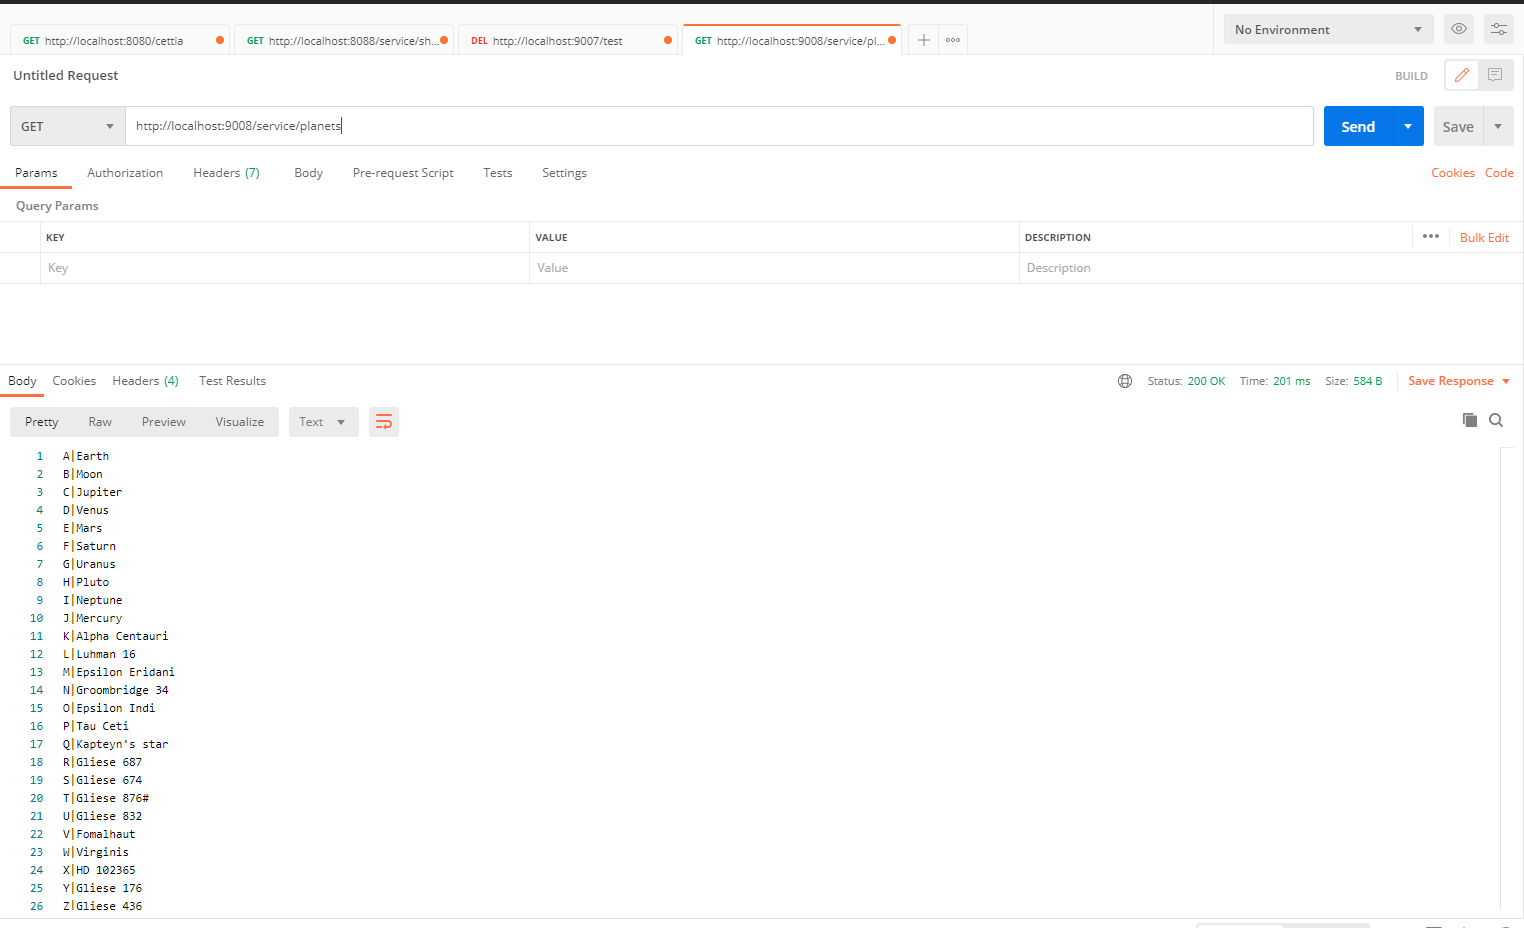 GET http://localhost:8080/cettia GET http://localhost:8088/service/sh... DEL http://localhost:9007/test GET http://localhost:9008/service/pl... No Environment
Untitled Request BUILD
GET http://localhost:9008/service/planets Send Save
Params Authorization Headers (7) Body Pre-request Script Tests Settings Cookies Code
Query Params
KEY VALUE DESCRIPTION Bulk Edit
Key Value Description
Body Cookies Headers (4) Test Results Status: 200 OK Time: 201 ms Size: 584 B Save Response
Pretty Raw Preview Visualize Text
1 A|Earth
2 B|Moon
3 C|Jupiter
4 D|Venus
5 E|Mars
6 F|Saturn
7 G|Uranus
8 H|Pluto
9 I|Neptune
10 J|Mercury
11 K|Alpha Centauri
12 L|Luhman 16
13 M|Epsilon Eridani
14 N|Groombridge 34
15 O|Epsilon Indi
16 P|Tau Ceti
17 Q|Kapteyn's star
18 R|Gliese 687
19 S|Gliese 674
20 T|Gliese 876#
21 U|Gliese 832
22 V|Fomalhaut
23 W|Virginis
24 X|HD 102365
25 Y|Gliese 176
26 Z|Gliese 436